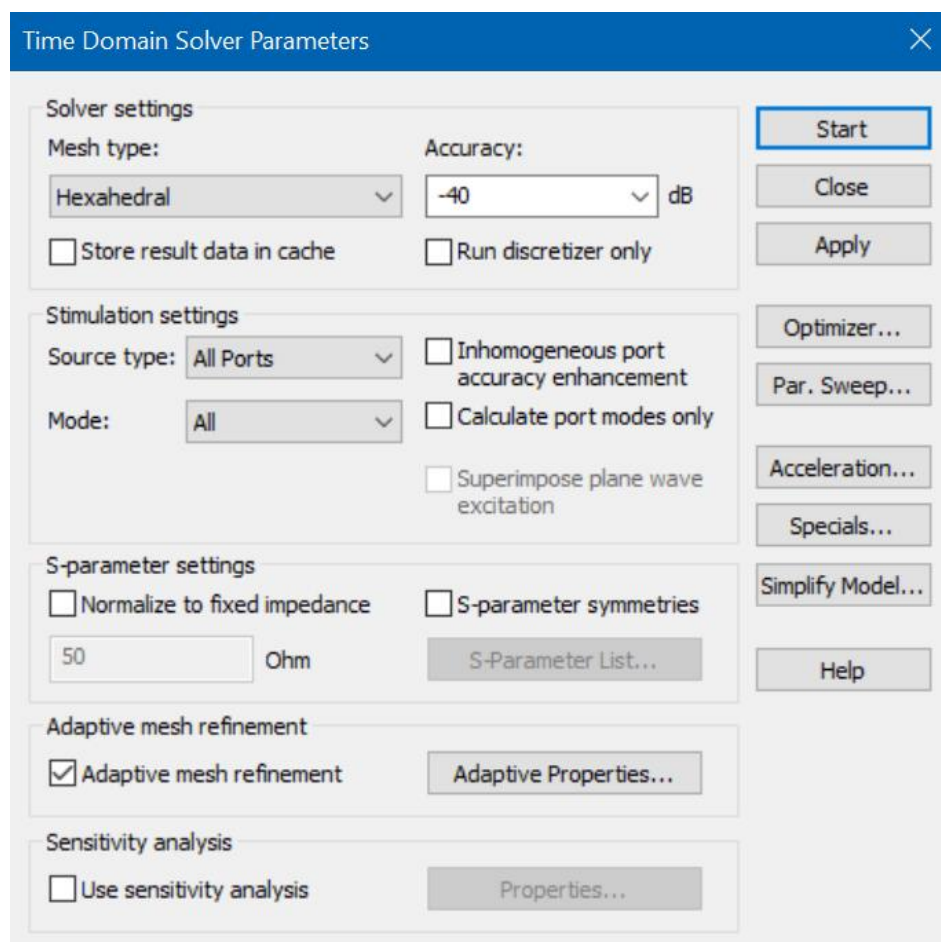 Time Domain Solver Parameters
Solver settings
Mesh type:
Accuracy:
Hexahedral
-40
dB
Store result data in cache
Run discretizer only
Stimulation settings
Source type:
All Ports
Inhomogeneous port
accuracy enhancement
Mode:
All
Calculate port modes only
Superimpose plane wave
excitation
S-parameter settings
Normalize to fixed impedance
S-parameter symmetries
50
Ohm
S-Parameter List...
Adaptive mesh refinement
Adaptive mesh refinement
Adaptive Properties...
Sensitivity analysis
Use sensitivity analysis
Properties...
Start
Close
Apply
Optimizer...
Par. Sweep...
Acceleration...
Specials...
Simplify Model...
Help